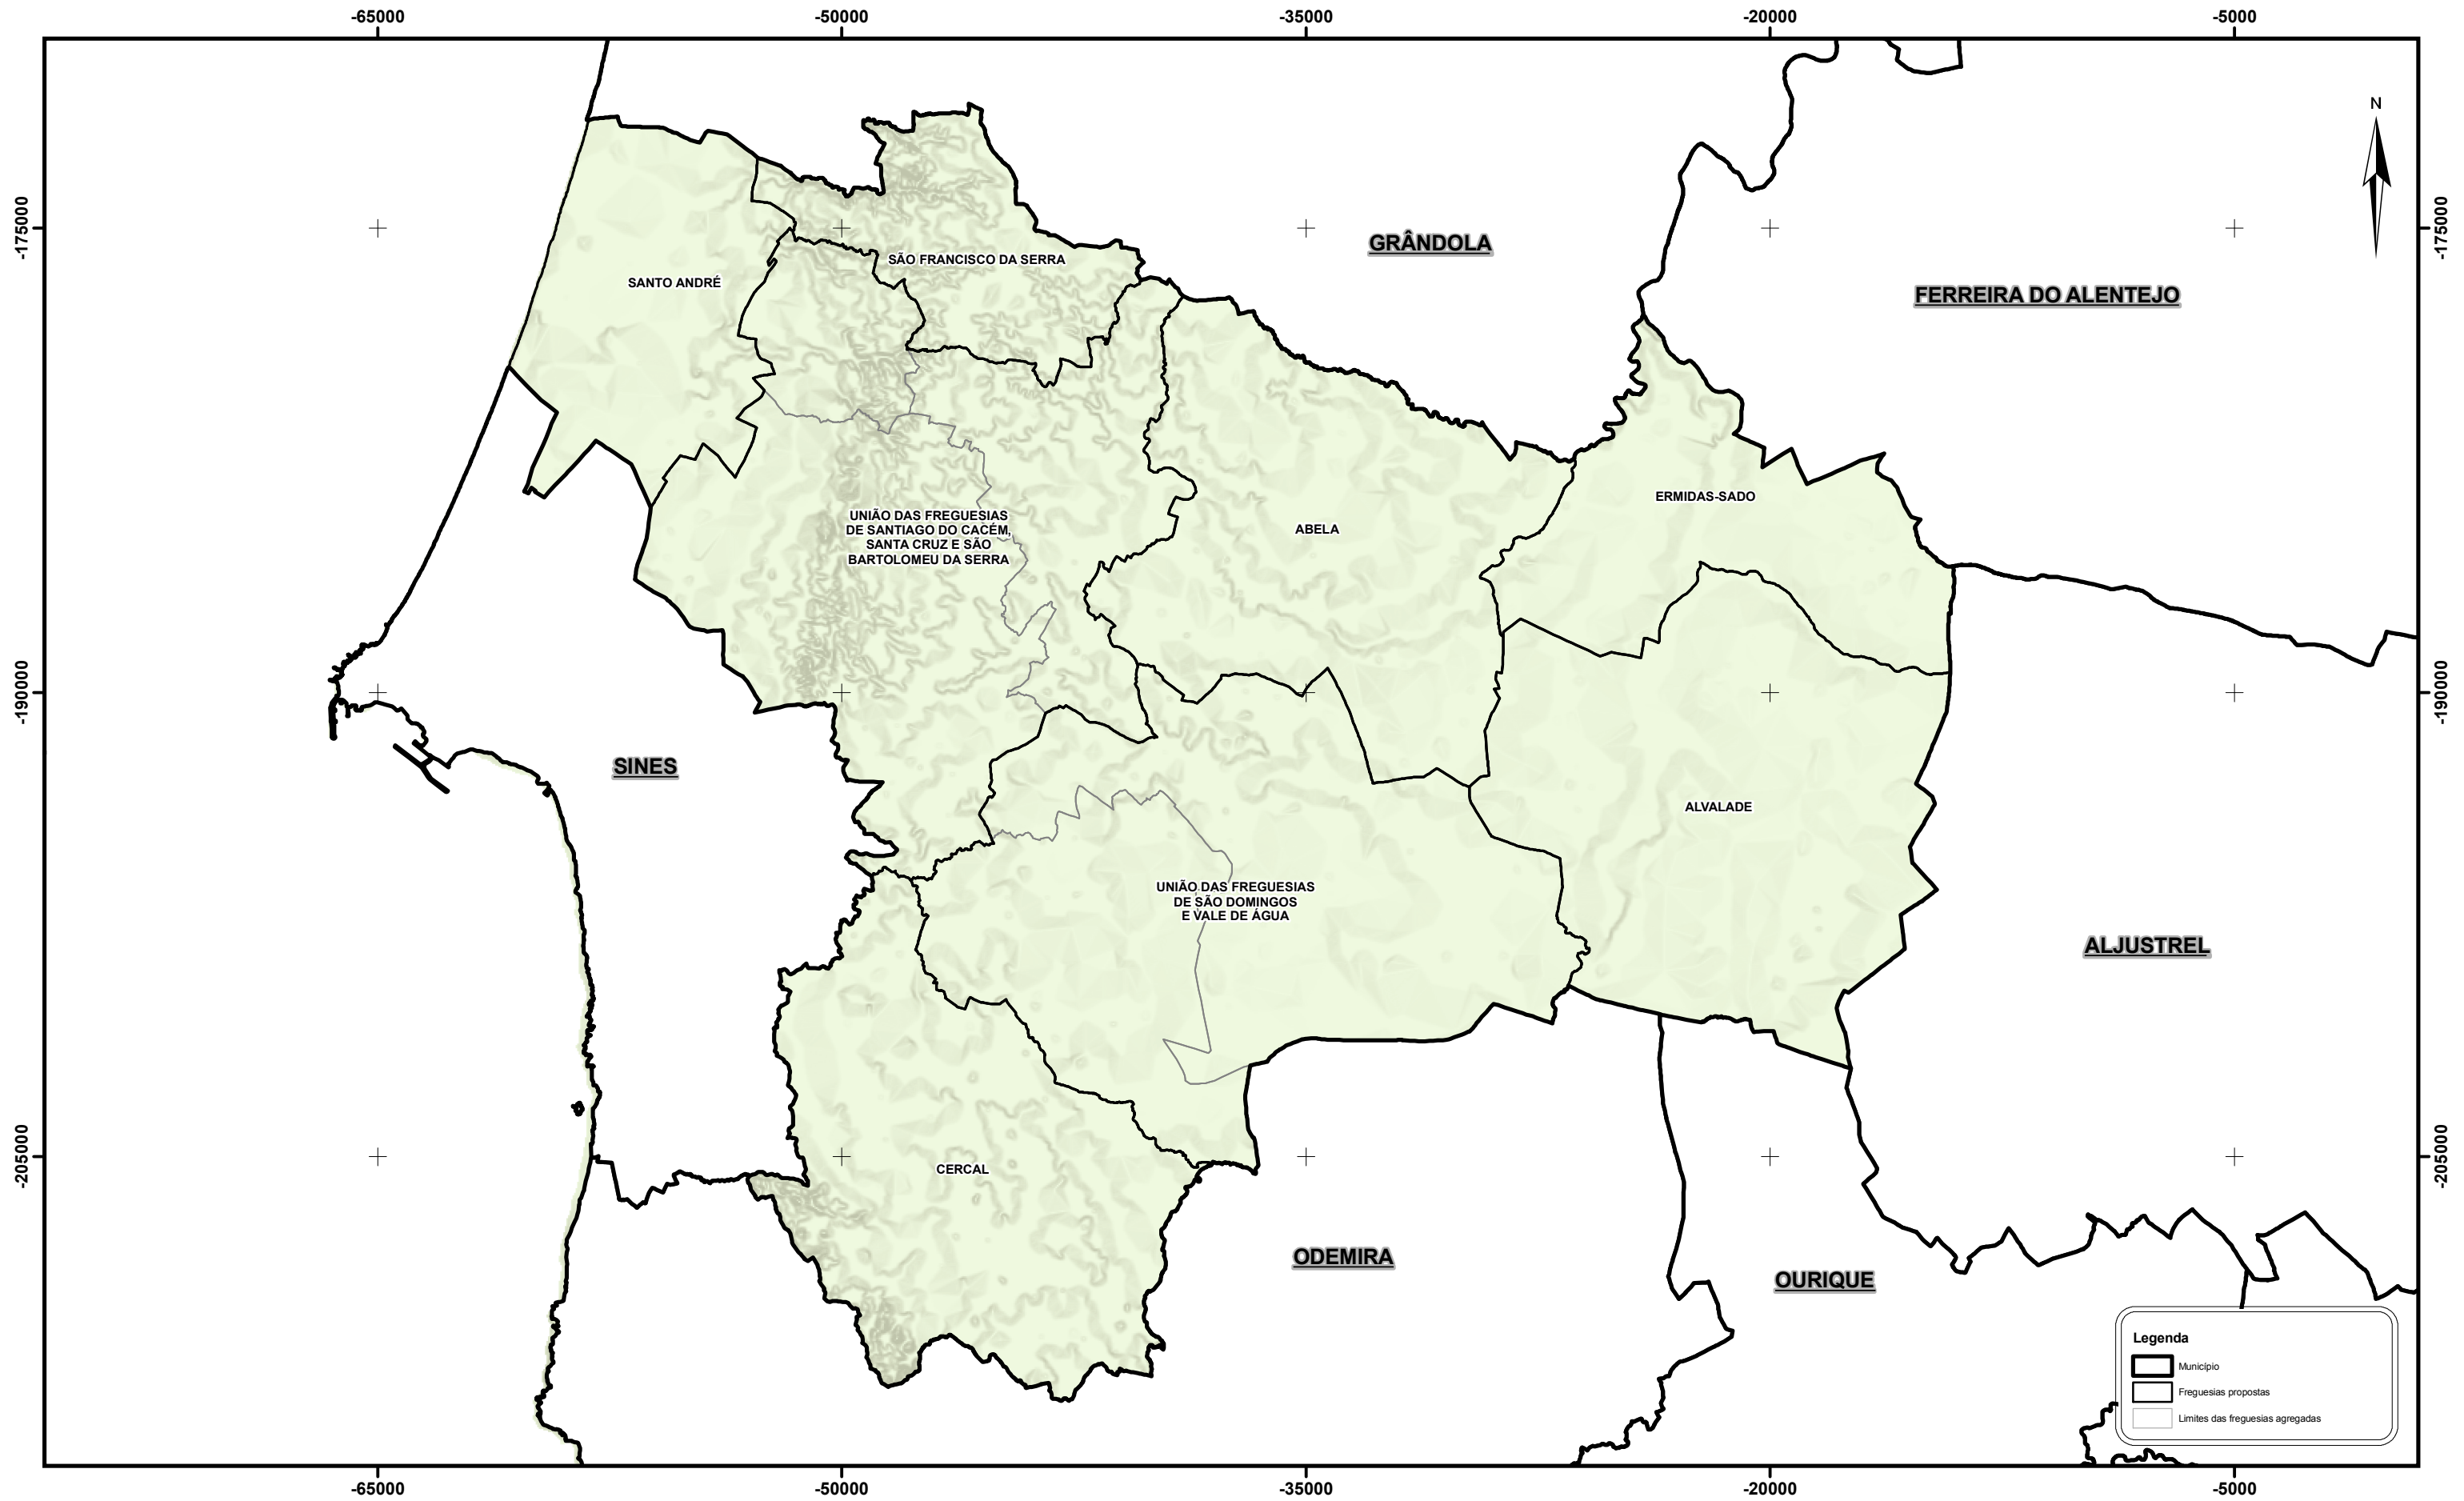 -65000
-50000
-35000
-20000
-5000
N
-175000
-175000
GRÂNDOLA
SÃO FRANCISCO DA SERRA
SANTO ANDRÉ
FERREIRA DO ALENTEJO
ERMIDAS-SADO
UNIÃO DAS FREGUESIAS
DE SANTIAGO DO CACÉM,
SANTA CRUZ E SÃO
BARTOLOMEU DA SERRA
ABELA
-190000
-190000
SINES
ALVALADE
UNIÃO DAS FREGUESIAS
DE SÃO DOMINGOS
E VALE DE ÁGUA
ALJUSTREL
-205000
-205000
CERCAL
ODEMIRA
OURIQUE
Legenda
Município
Freguesias propostas
Limites das freguesias agregadas
-65000
-50000
-35000
-20000
-5000